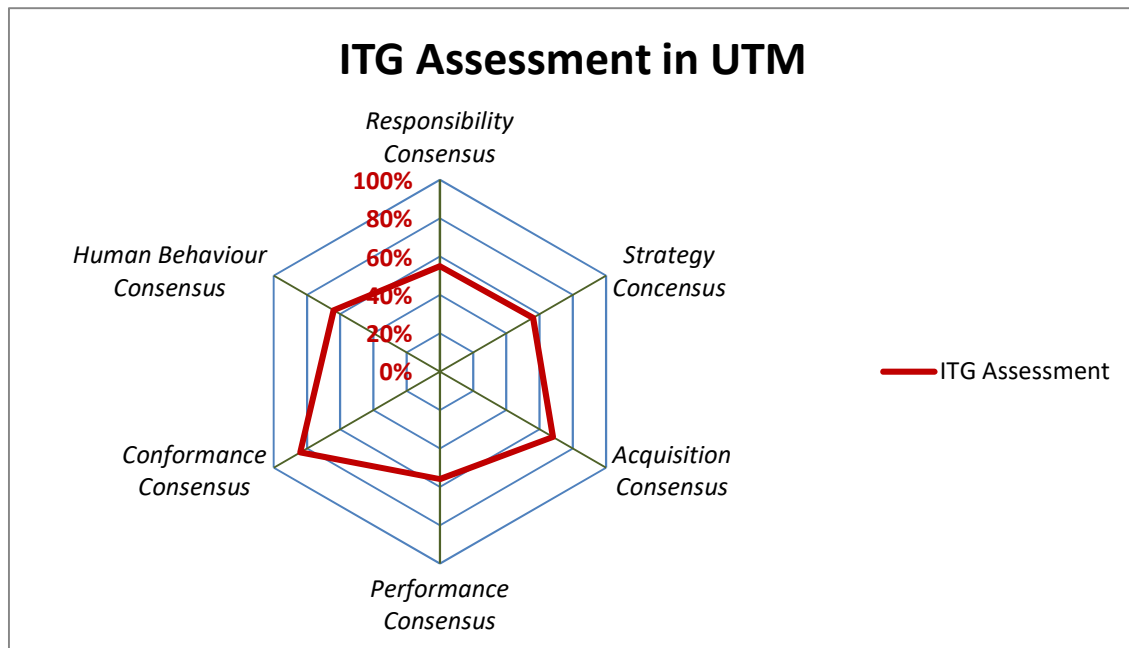 ITG Assessment in UTM
Responsibility
Consensus
100%
80%
60%
40%
20%
0%
Human Behaviour
Consensus
Strategy
Concensus
Conformance
Consensus
Acquisition
Consensus
Performance
Consensus
ITG Assessment